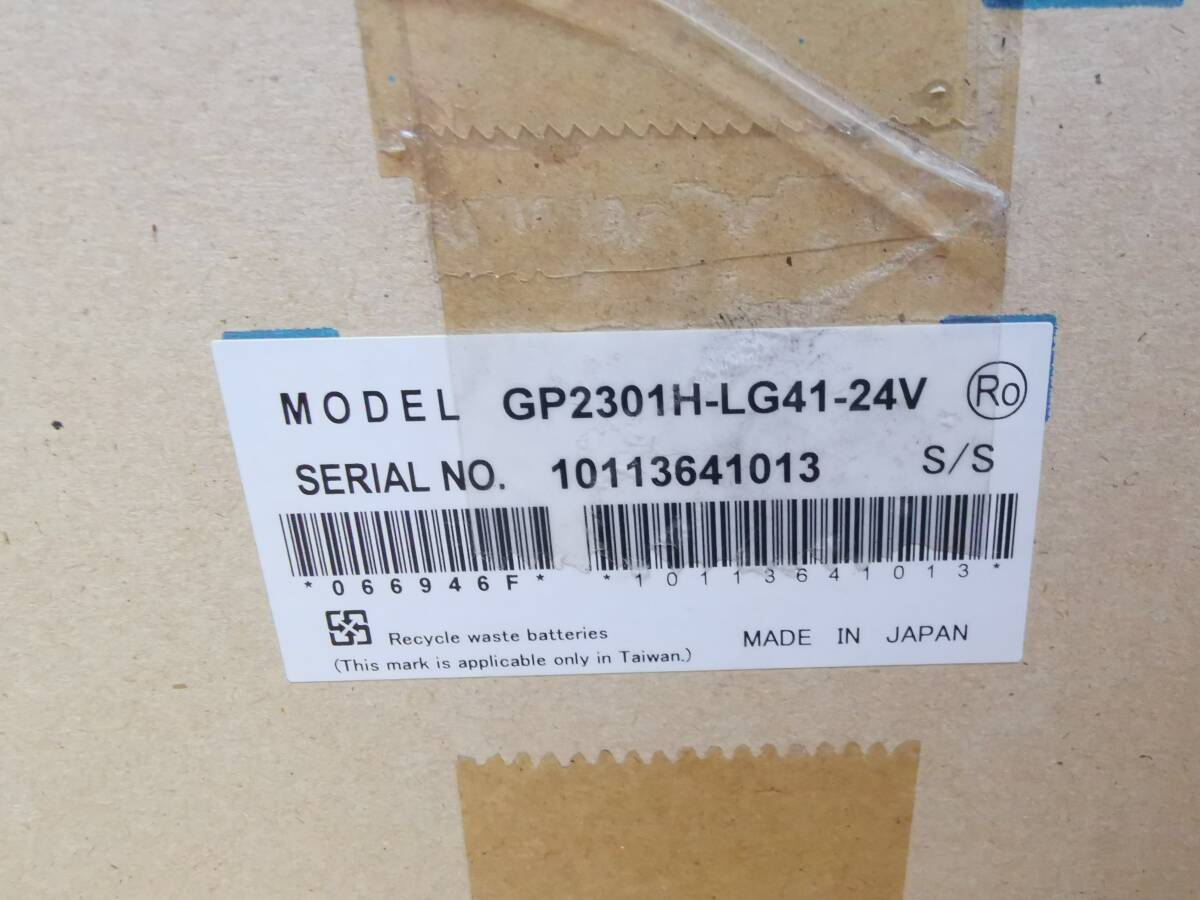 MODEL GP2301H-LG41-24V Ro
SERIAL NO. 10113641013 S/S
*066946F* *10113641013*
Recycle waste batteries
(This mark is applicable only in Taiwan.)
MADE IN JAPAN